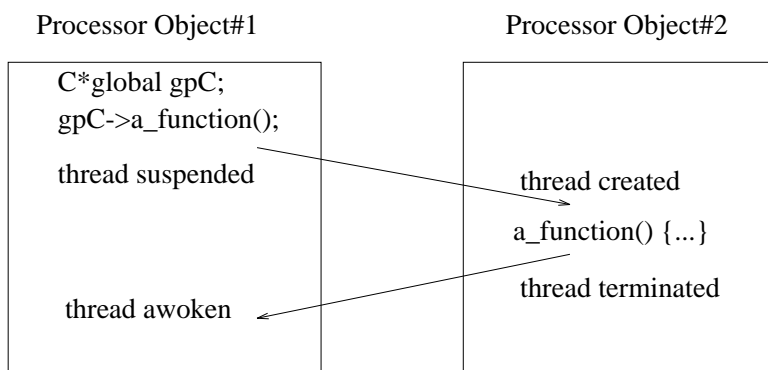 Processor Object#1
Processor Object#2
C*global gpC;
gpC->a_function();
thread suspended
thread created
a_function() {...}
thread terminated
thread awoken